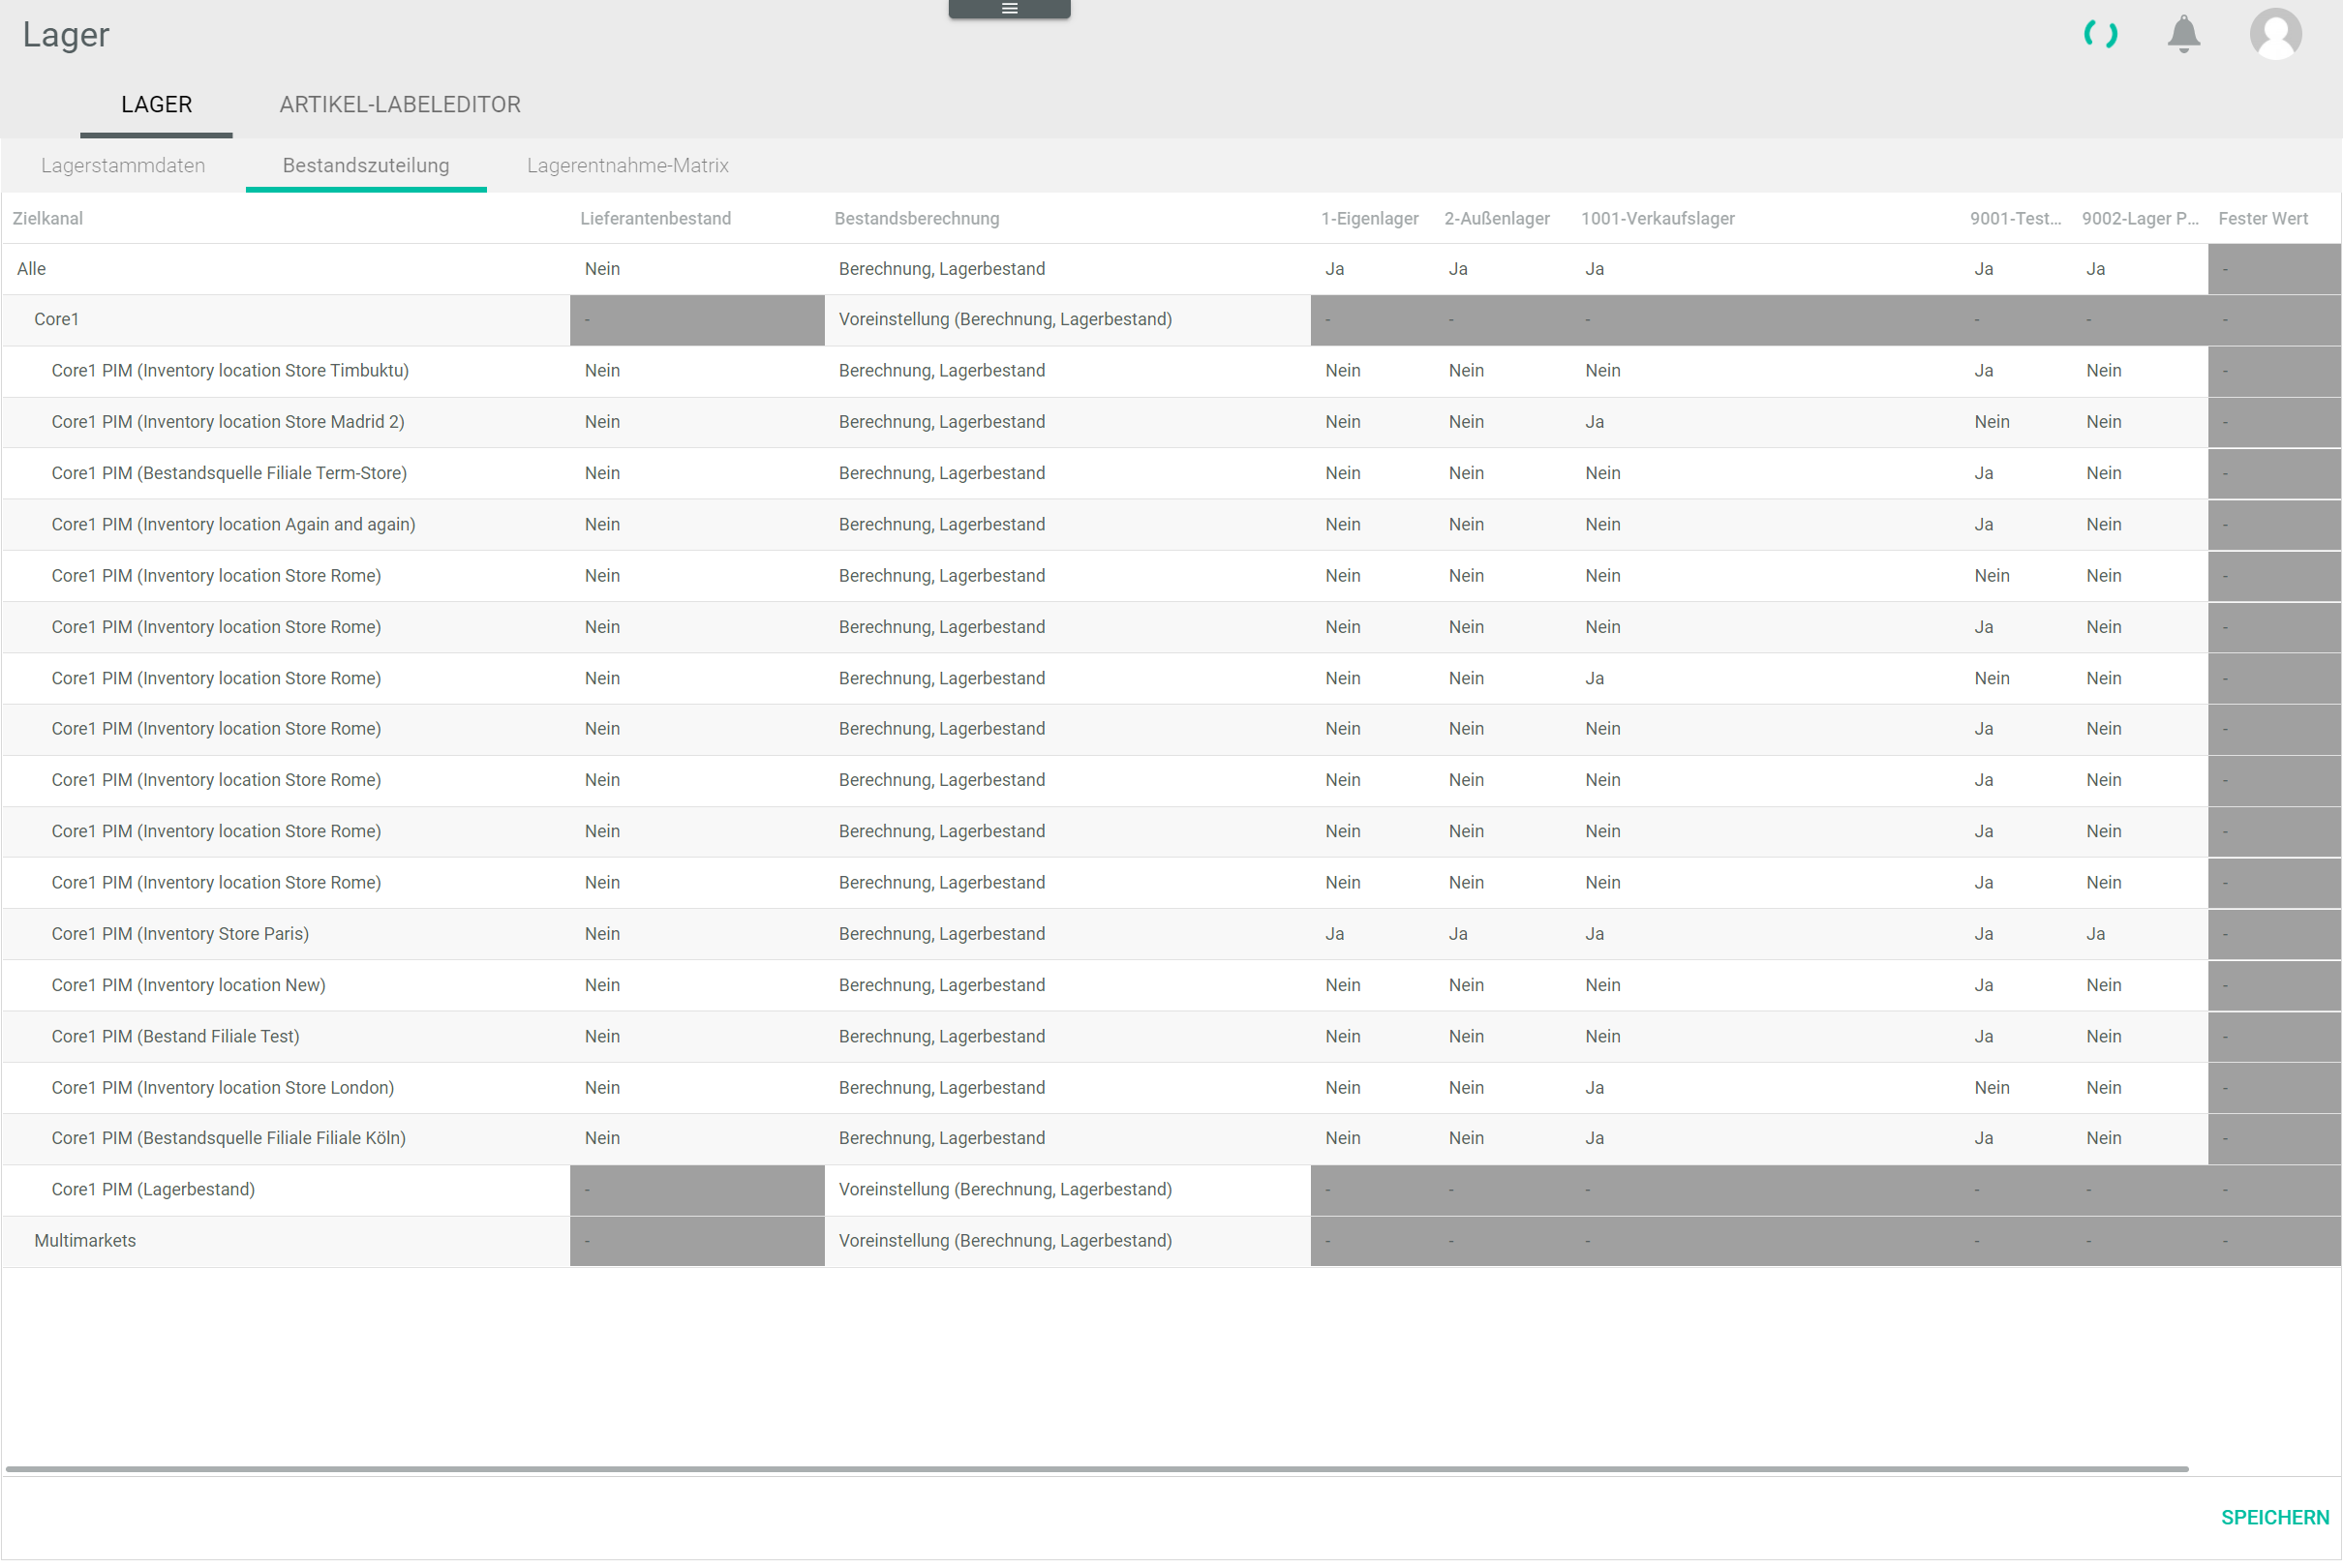 Lager
LAGER ARTIKEL-LABELEDITOR
Lagerstammdaten Bestandszuteilung Lagerentnahme-Matrix
Zielkanal Lieferantenbestand Bestandsberechnung 1-Eigenlager 2-Außenlager 1001-Verkaufslager 9001-Test... 9002-Lager P... Fester Wert
Alle Nein Berechnung, Lagerbestand Ja Ja Ja Ja Ja -
Core1 - Voreinstellung (Berechnung, Lagerbestand) - - - - - -
Core1 PIM (Inventory location Store Timbuktu) Nein Berechnung, Lagerbestand Nein Nein Nein Ja Nein -
Core1 PIM (Inventory location Store Madrid 2) Nein Berechnung, Lagerbestand Nein Nein Ja Nein Nein -
Core1 PIM (Bestandsquelle Filiale Term-Store) Nein Berechnung, Lagerbestand Nein Nein Nein Ja Nein -
Core1 PIM (Inventory location Again and again) Nein Berechnung, Lagerbestand Nein Nein Nein Ja Nein -
Core1 PIM (Inventory location Store Rome) Nein Berechnung, Lagerbestand Nein Nein Nein Nein Nein -
Core1 PIM (Inventory location Store Rome) Nein Berechnung, Lagerbestand Nein Nein Nein Ja Nein -
Core1 PIM (Inventory location Store Rome) Nein Berechnung, Lagerbestand Nein Nein Ja Nein Nein -
Core1 PIM (Inventory location Store Rome) Nein Berechnung, Lagerbestand Nein Nein Nein Ja Nein -
Core1 PIM (Inventory location Store Rome) Nein Berechnung, Lagerbestand Nein Nein Nein Ja Nein -
Core1 PIM (Inventory location Store Rome) Nein Berechnung, Lagerbestand Nein Nein Nein Ja Nein -
Core1 PIM (Inventory location Store Rome) Nein Berechnung, Lagerbestand Nein Nein Nein Ja Nein -
Core1 PIM (Inventory Store Paris) Nein Berechnung, Lagerbestand Ja Ja Ja Ja Ja -
Core1 PIM (Inventory location New) Nein Berechnung, Lagerbestand Nein Nein Nein Ja Nein -
Core1 PIM (Bestand Filiale Test) Nein Berechnung, Lagerbestand Nein Nein Nein Ja Nein -
Core1 PIM (Inventory location Store London) Nein Berechnung, Lagerbestand Nein Nein Ja Nein Nein -
Core1 PIM (Bestandsquelle Filiale Filiale Köln) Nein Berechnung, Lagerbestand Nein Nein Ja Ja Nein -
Core1 PIM (Lagerbestand) - Voreinstellung (Berechnung, Lagerbestand) - - - - - -
Multimarkets - Voreinstellung (Berechnung, Lagerbestand) - - - - - -
SPEICHERN